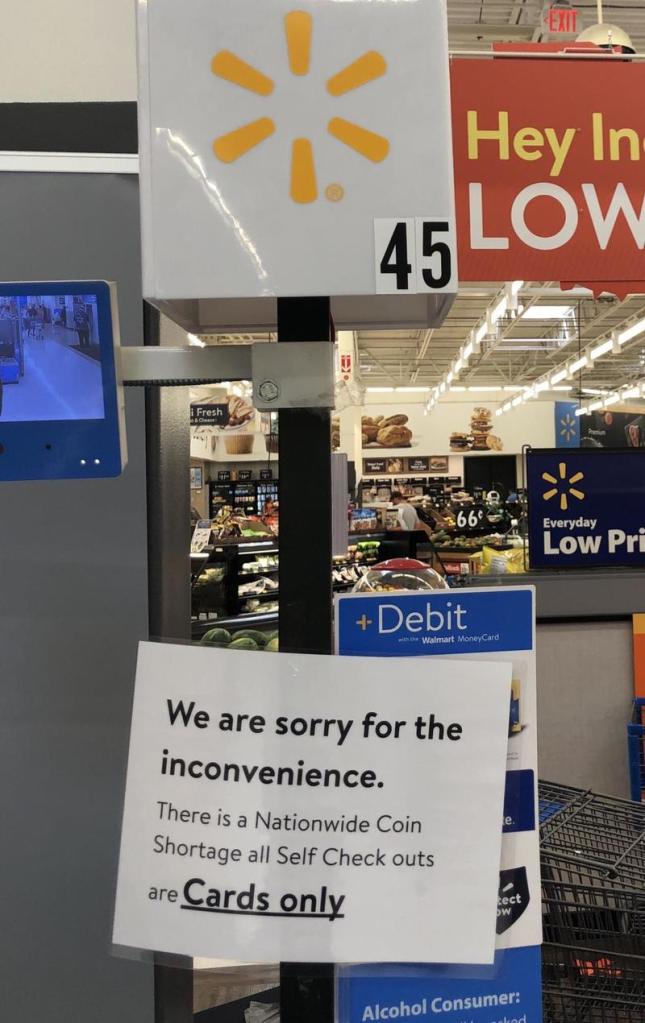 EXIT
Hey In
LOW
45
i Fresh
66¢
Everyday
Low Pri
+Debit
with the Walmart MoneyCard
We are sorry for the
inconvenience.
There is a Nationwide Coin
Shortage all Self Check outs
are Cards only
Alcohol Consumer: